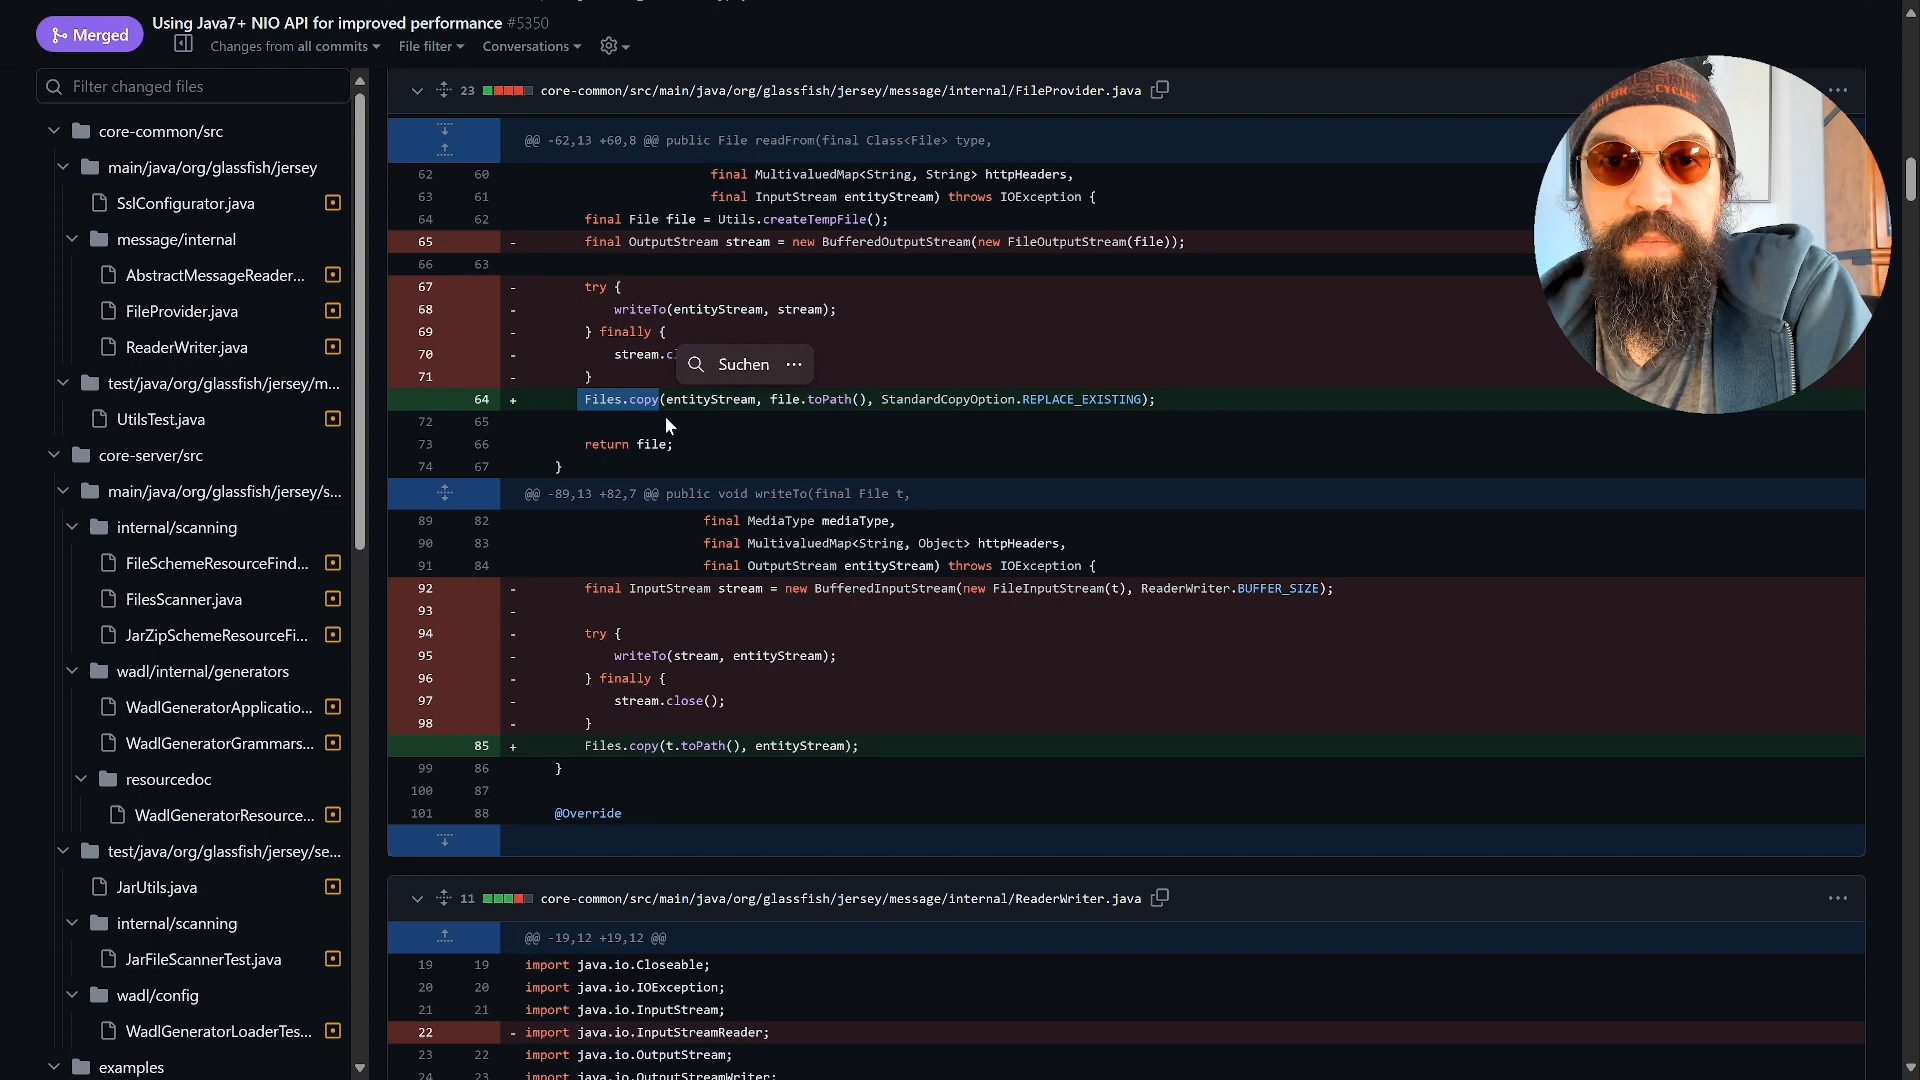 Merged
Using Java7+ NIO API for improved performance #5350
Changes from all commits
File filter
Conversations
Filter changed files
core-common/src
main/java/org/glassfish/jersey
SslConfigurator.java
message/internal
AbstractMessageReader...
FileProvider.java
ReaderWriter.java
test/java/org/glassfish/jersey/m...
UtilsTest.java
core-server/src
main/java/org/glassfish/jersey/s...
internal/scanning
FileSchemeResourceFind...
FilesScanner.java
JarZipSchemeResourceFi...
wadl/internal/generators
WadlGeneratorApplicatio...
WadlGeneratorGrammars...
resourcedoc
WadlGeneratorResource...
test/java/org/glassfish/jersey/se...
JarUtils.java
internal/scanning
JarFileScannerTest.java
wadl/config
WadlGeneratorLoaderTes...
examples
23 core-common/src/main/java/org/glassfish/jersey/message/internal/FileProvider.java
@@ -62,13 +60,8 @@ public File readFrom(final Class<File> type,
62 60 final MultivaluedMap<String, String> httpHeaders,
63 61 final InputStream entityStream) throws IOException {
64 62 final File file = Utils.createTempFile();
65 - final OutputStream stream = new BufferedOutputStream(new FileOutputStream(file));
66 63
67 - try {
68 - writeTo(entityStream, stream);
69 - } finally {
70 - stream.cl
Suchen ···
71 - }
64 + Files.copy(entityStream, file.toPath(), StandardCopyOption.REPLACE_EXISTING);
72 65
73 66 return file;
74 67 }
@@ -89,13 +82,7 @@ public void writeTo(final File t,
89 82 final MediaType mediaType,
90 83 final MultivaluedMap<String, Object> httpHeaders,
91 84 final OutputStream entityStream) throws IOException {
92 - final InputStream stream = new BufferedInputStream(new FileInputStream(t), ReaderWriter.BUFFER_SIZE);
93 -
94 - try {
95 - writeTo(stream, entityStream);
96 - } finally {
97 - stream.close();
98 - }
85 + Files.copy(t.toPath(), entityStream);
99 86 }
100 87
101 88 @Override
11 core-common/src/main/java/org/glassfish/jersey/message/internal/ReaderWriter.java
@@ -19,12 +19,12 @@
19 19 import java.io.Closeable;
20 20 import java.io.IOException;
21 21 import java.io.InputStream;
22 - import java.io.InputStreamReader;
23 22 import java.io.OutputStream;
24 23 import java.io.OutputStreamWriter;
MOTOR CYCLES